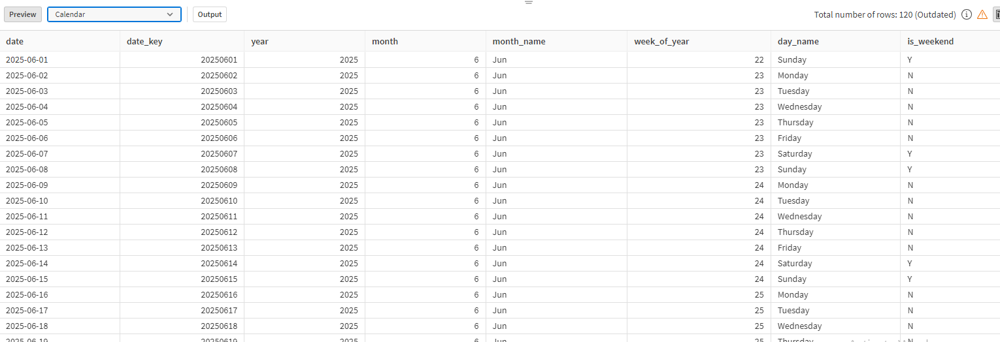 Preview Calendar Output Total number of rows: 120 (Outdated)
date date_key year month month_name week_of_year day_name is_weekend
2025-06-01 20250601 2025 6 Jun 22 Sunday Y
2025-06-02 20250602 2025 6 Jun 23 Monday N
2025-06-03 20250603 2025 6 Jun 23 Tuesday N
2025-06-04 20250604 2025 6 Jun 23 Wednesday N
2025-06-05 20250605 2025 6 Jun 23 Thursday N
2025-06-06 20250606 2025 6 Jun 23 Friday N
2025-06-07 20250607 2025 6 Jun 23 Saturday Y
2025-06-08 20250608 2025 6 Jun 23 Sunday Y
2025-06-09 20250609 2025 6 Jun 24 Monday N
2025-06-10 20250610 2025 6 Jun 24 Tuesday N
2025-06-11 20250611 2025 6 Jun 24 Wednesday N
2025-06-12 20250612 2025 6 Jun 24 Thursday N
2025-06-13 20250613 2025 6 Jun 24 Friday N
2025-06-14 20250614 2025 6 Jun 24 Saturday Y
2025-06-15 20250615 2025 6 Jun 24 Sunday Y
2025-06-16 20250616 2025 6 Jun 25 Monday N
2025-06-17 20250617 2025 6 Jun 25 Tuesday N
2025-06-18 20250618 2025 6 Jun 25 Wednesday N
2025-06-19 20250619 2025 6 Jun 25 Thursday N